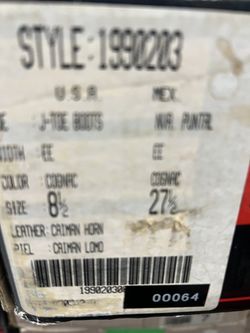 STYLE: 1990203
U S A MEX.
J-TOE BOOTS NVA. PUNTAL
WIDTH EE EE
COLOR: COGNAC COGNAC
SIZE 8½ 27½
LEATHER: CAIMAN HORN
PIEL : CAIMAN LOMO
00064